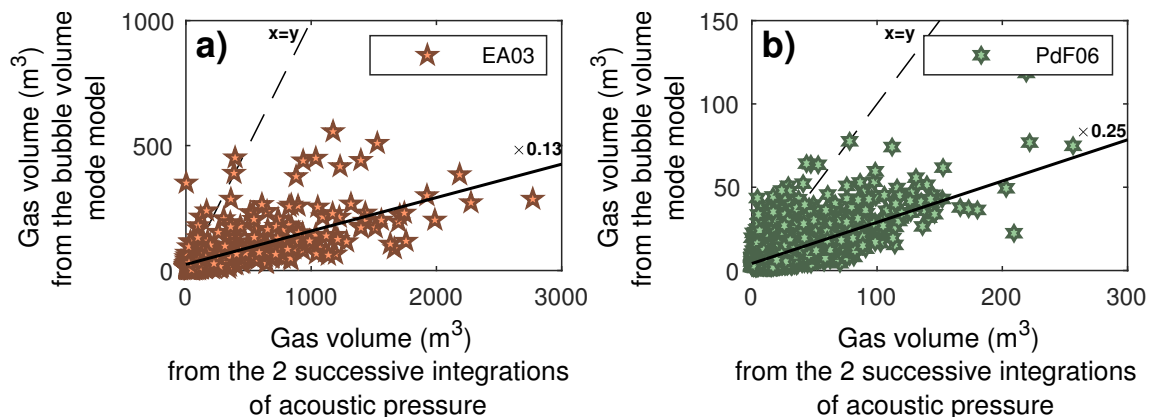 a)
x=y
EA03
× 0.13
1000
500
0
0
1000
2000
3000
Gas volume (m³)
from the bubble volume
mode model
Gas volume (m³)
from the 2 successive integrations
of acoustic pressure
b)
x=y
PdF06
× 0.25
150
100
50
0
0
100
200
300
Gas volume (m³)
from the bubble volume
mode model
Gas volume (m³)
from the 2 successive integrations
of acoustic pressure